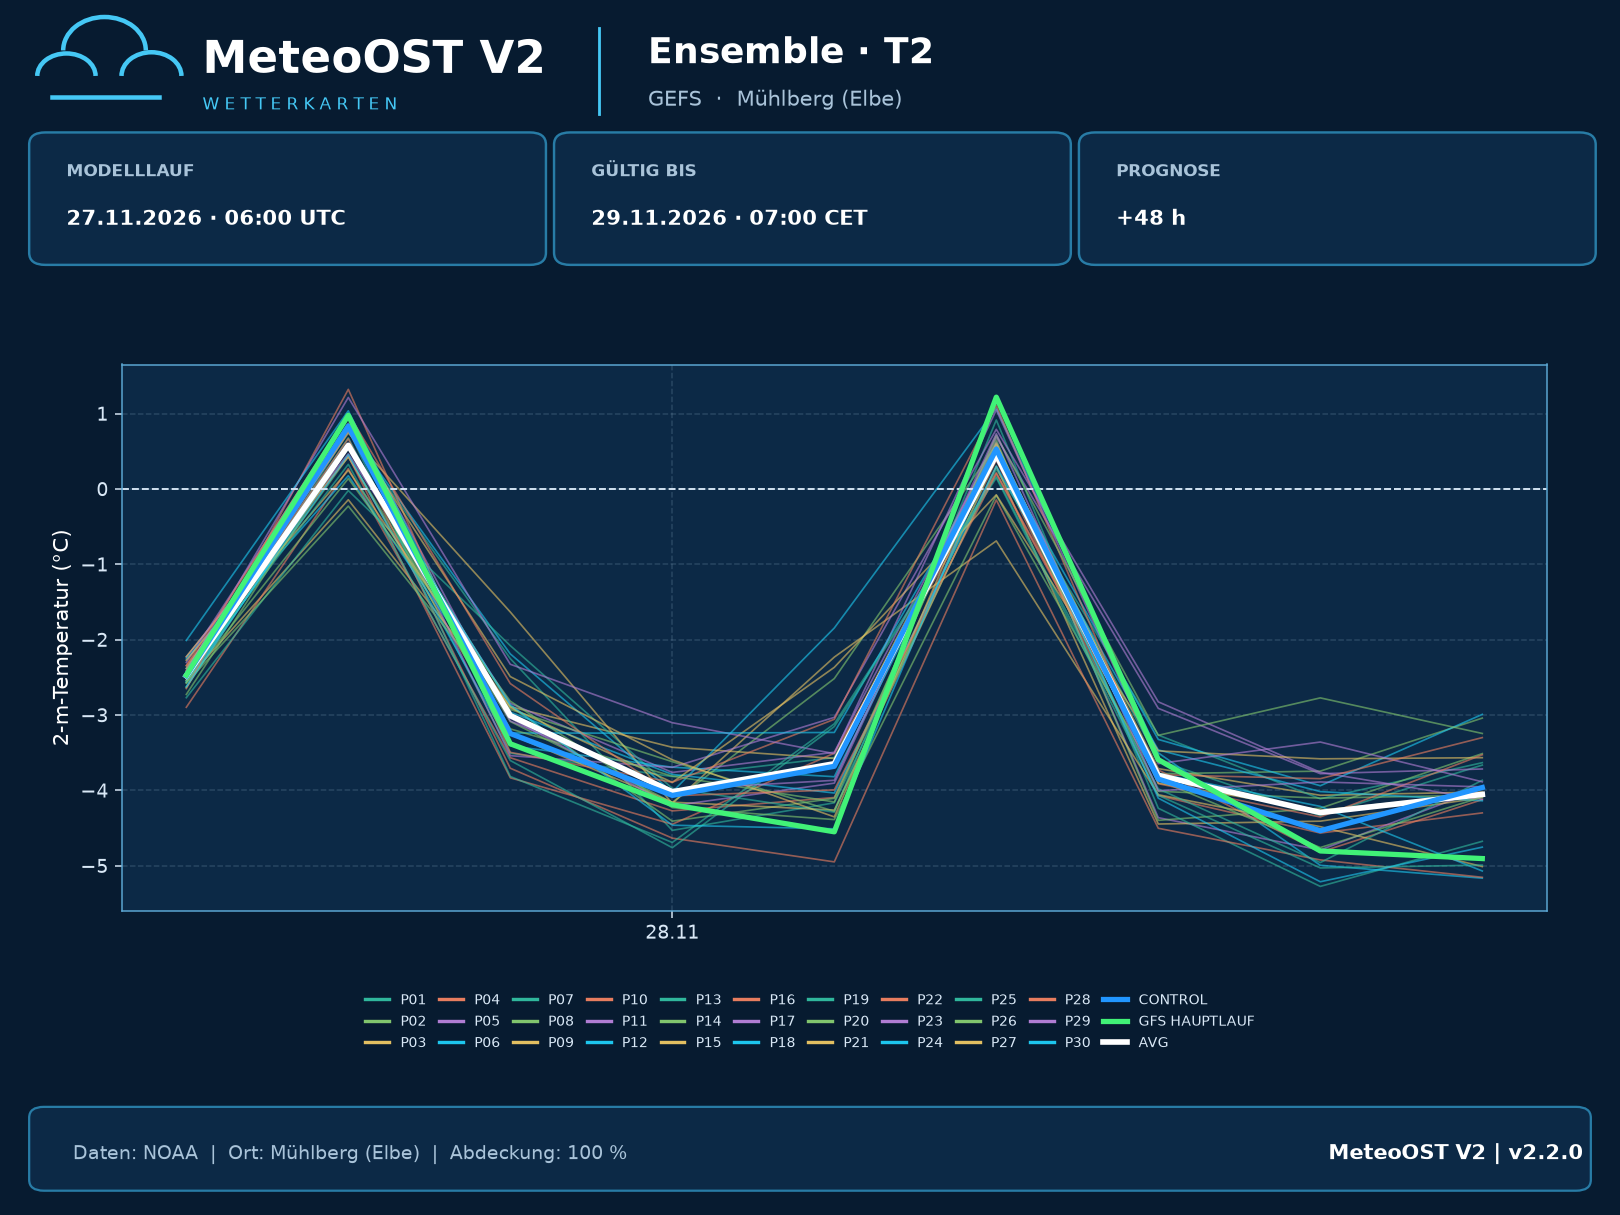 MeteoOST V2
WETTERKARTEN
Ensemble · T2
GEFS · Mühlberg (Elbe)
MODELLLAUF
27.11.2026 · 06:00 UTC
GÜLTIG BIS
29.11.2026 · 07:00 CET
PROGNOSE
+48 h
2-m-Temperatur (°C)
1
0
−1
−2
−3
−4
−5
28.11
P01 P04 P07 P10 P13 P16 P19 P22 P25 P28 CONTROL
P02 P05 P08 P11 P14 P17 P20 P23 P26 P29 GFS HAUPTLAUF
P03 P06 P09 P12 P15 P18 P21 P24 P27 P30 AVG
Daten: NOAA | Ort: Mühlberg (Elbe) | Abdeckung: 100 %
MeteoOST V2 | v2.2.0